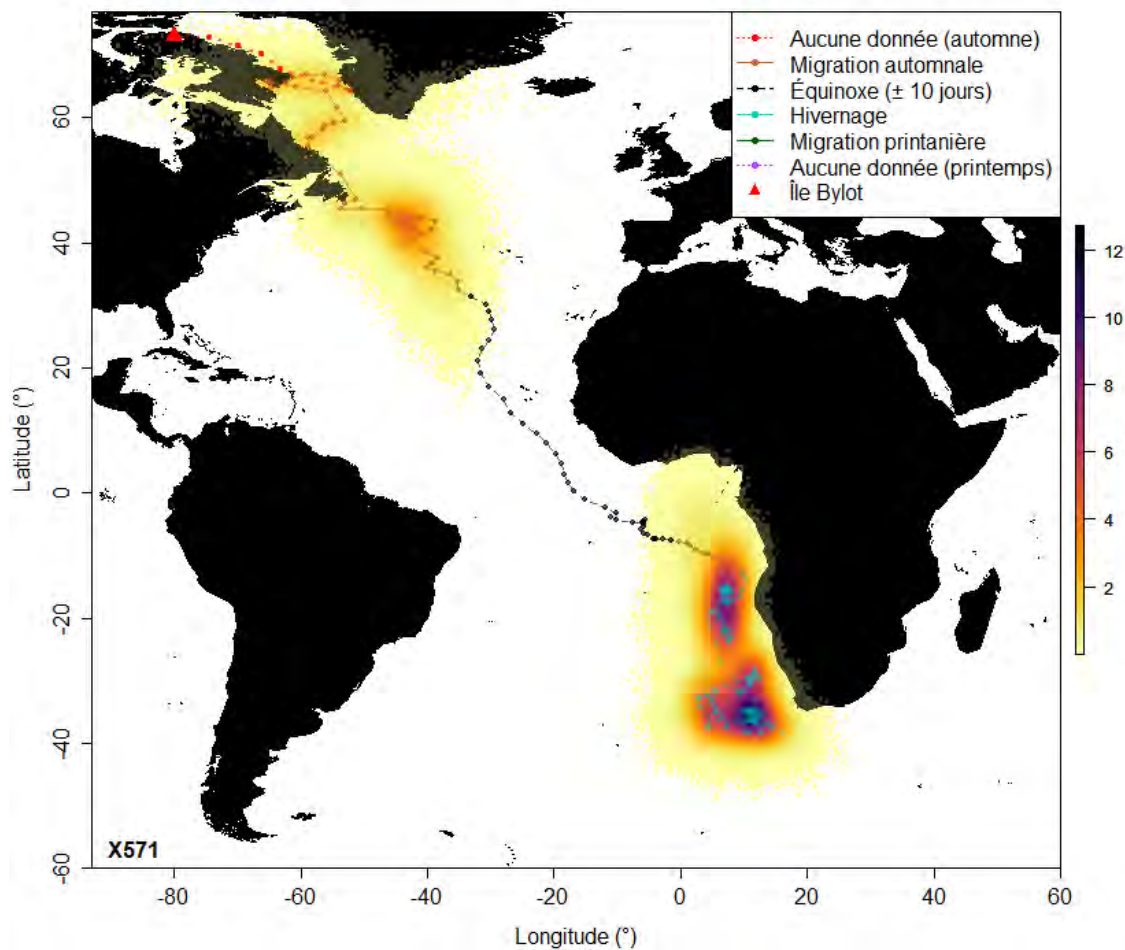 Aucune donnée (automne)
Migration automnale
Équinoxe (± 10 jours)
Hivernage
Migration printanière
Aucune donnée (printemps)
Île Bylot
60
40
20
0
-20
-40
-60
Latitude (°)
12
10
8
6
4
2
X571
-80
-60
-40
-20
0
20
40
60
Longitude (°)